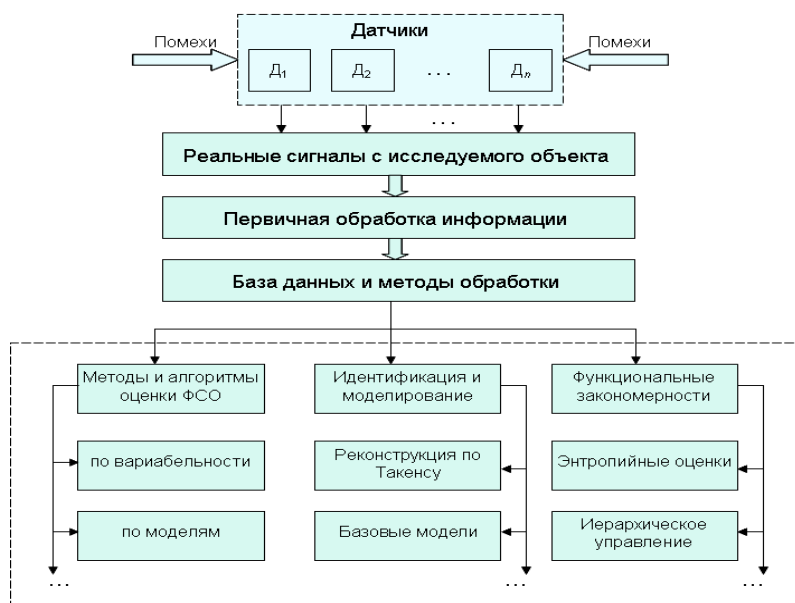 Датчики
Помехи
Помехи
Д1
Д2
...
Дn
...
Реальные сигналы с исследуемого объекта
Первичная обработка информации
База данных и методы обработки
Методы и алгоритмы
оценки ФСО
Идентификация и
моделирование
Функциональные
закономерности
по вариабельности
Реконструкция по
Такенсу
Энтропийные оценки
по моделям
Базовые модели
Иерархическое
управление
...
...
...